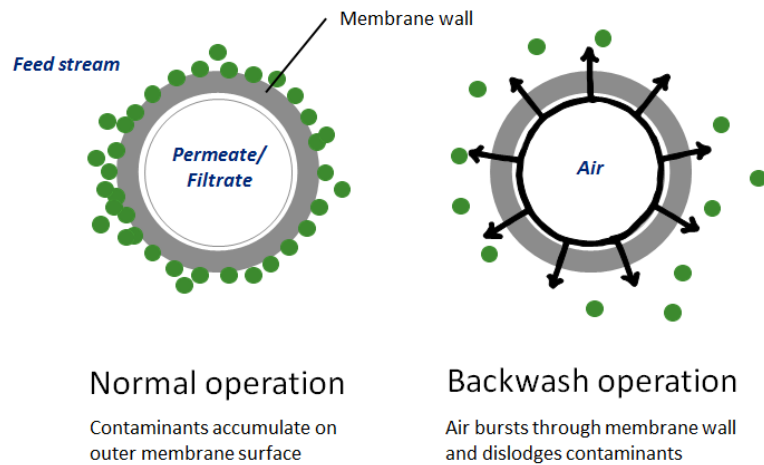 Membrane wall
Feed stream
Permeate/
Filtrate
Air
Normal operation
Contaminants accumulate on
outer membrane surface
Backwash operation
Air bursts through membrane wall
and dislodges contaminants